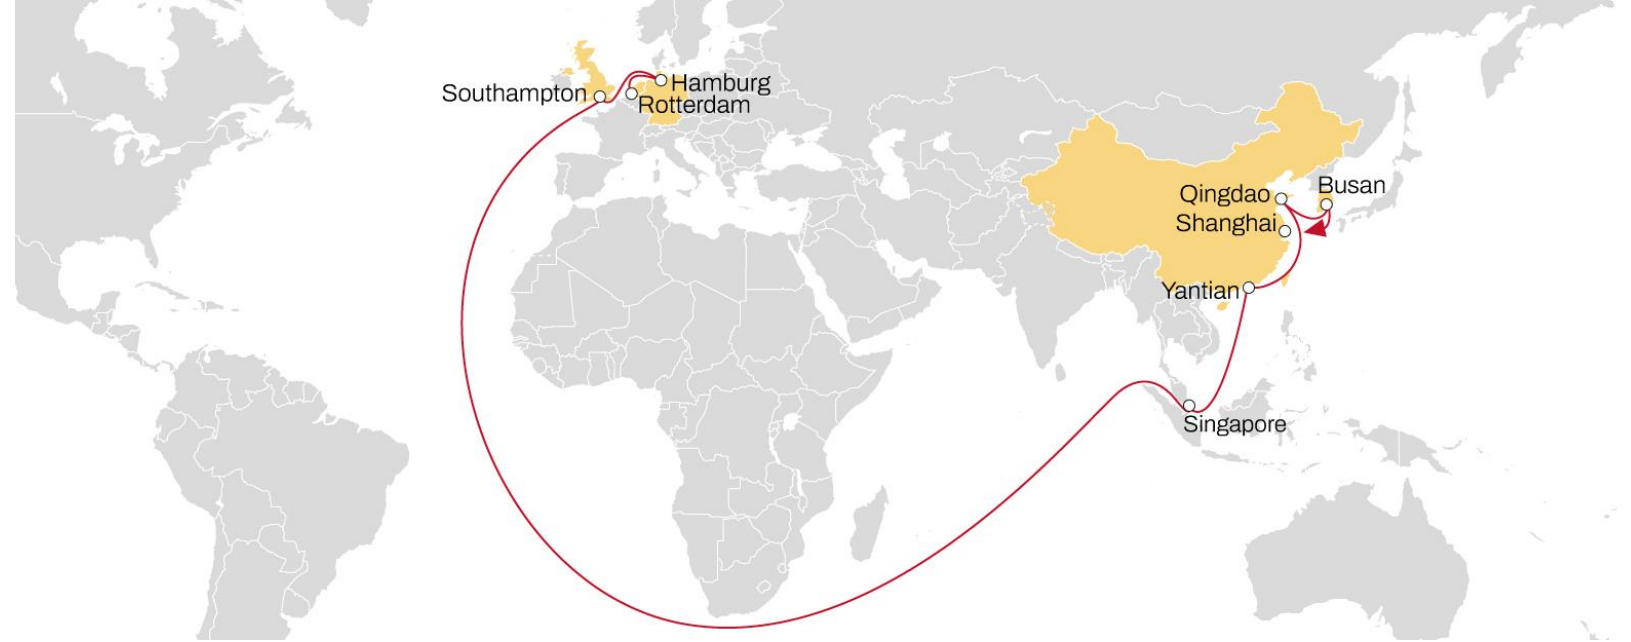 Southampton
Hamburg
Rotterdam
Qingdao
Busan
Shanghai
Yantian
Singapore